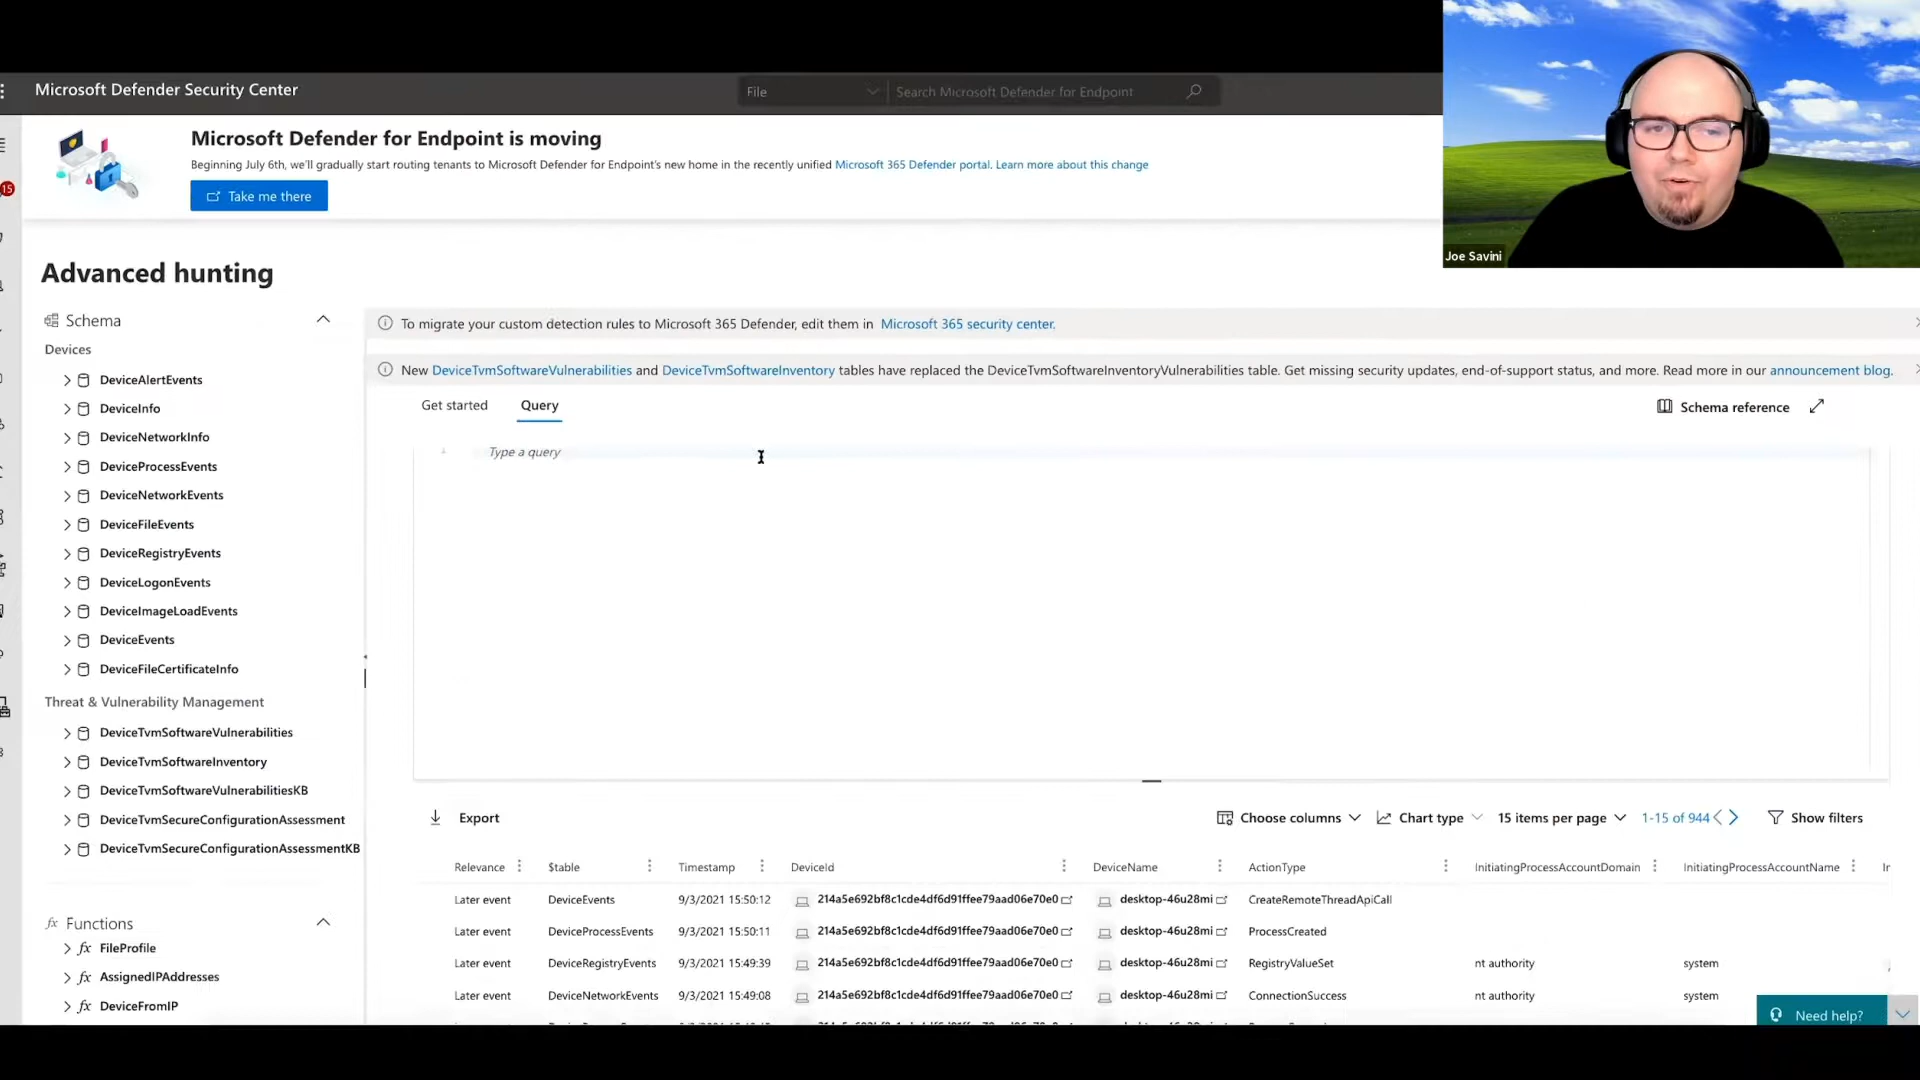 Microsoft Defender Security Center
File
Search Microsoft Defender for Endpoint
Microsoft Defender for Endpoint is moving
Beginning July 6th, we'll gradually start routing tenants to Microsoft Defender for Endpoint's new home in the recently unified Microsoft 365 Defender portal. Learn more about this change
Take me there
15
Joe Savini
Advanced hunting
Schema
Devices
DeviceAlertEvents
DeviceInfo
DeviceNetworkInfo
DeviceProcessEvents
DeviceNetworkEvents
DeviceFileEvents
DeviceRegistryEvents
DeviceLogonEvents
DeviceImageLoadEvents
DeviceEvents
DeviceFileCertificateInfo
Threat & Vulnerability Management
DeviceTvmSoftwareVulnerabilities
DeviceTvmSoftwareInventory
DeviceTvmSoftwareVulnerabilitiesKB
DeviceTvmSecureConfigurationAssessment
DeviceTvmSecureConfigurationAssessmentKB
fx Functions
fx FileProfile
fx AssignedIPAddresses
fx DeviceFromIP
To migrate your custom detection rules to Microsoft 365 Defender, edit them in Microsoft 365 security center.
New DeviceTvmSoftwareVulnerabilities and DeviceTvmSoftwareInventory tables have replaced the DeviceTvmSoftwareInventoryVulnerabilities table. Get missing security updates, end-of-support status, and more. Read more in our announcement blog.
Get started Query Schema reference
1 Type a query
Export Choose columns Chart type 15 items per page 1-15 of 944 Show filters
Relevance $table Timestamp DeviceId DeviceName ActionType InitiatingProcessAccountDomain InitiatingProcessAccountName
Later event DeviceEvents 9/3/2021 15:50:12 214a5e692bf8c1cde4df6d91ffee79aad06e70e0 desktop-46u28mi CreateRemoteThreadApiCall
Later event DeviceProcessEvents 9/3/2021 15:50:11 214a5e692bf8c1cde4df6d91ffee79aad06e70e0 desktop-46u28mi ProcessCreated
Later event DeviceRegistryEvents 9/3/2021 15:49:39 214a5e692bf8c1cde4df6d91ffee79aad06e70e0 desktop-46u28mi RegistryValueSet nt authority system
Later event DeviceNetworkEvents 9/3/2021 15:49:08 214a5e692bf8c1cde4df6d91ffee79aad06e70e0 desktop-46u28mi ConnectionSuccess nt authority system
Need help?